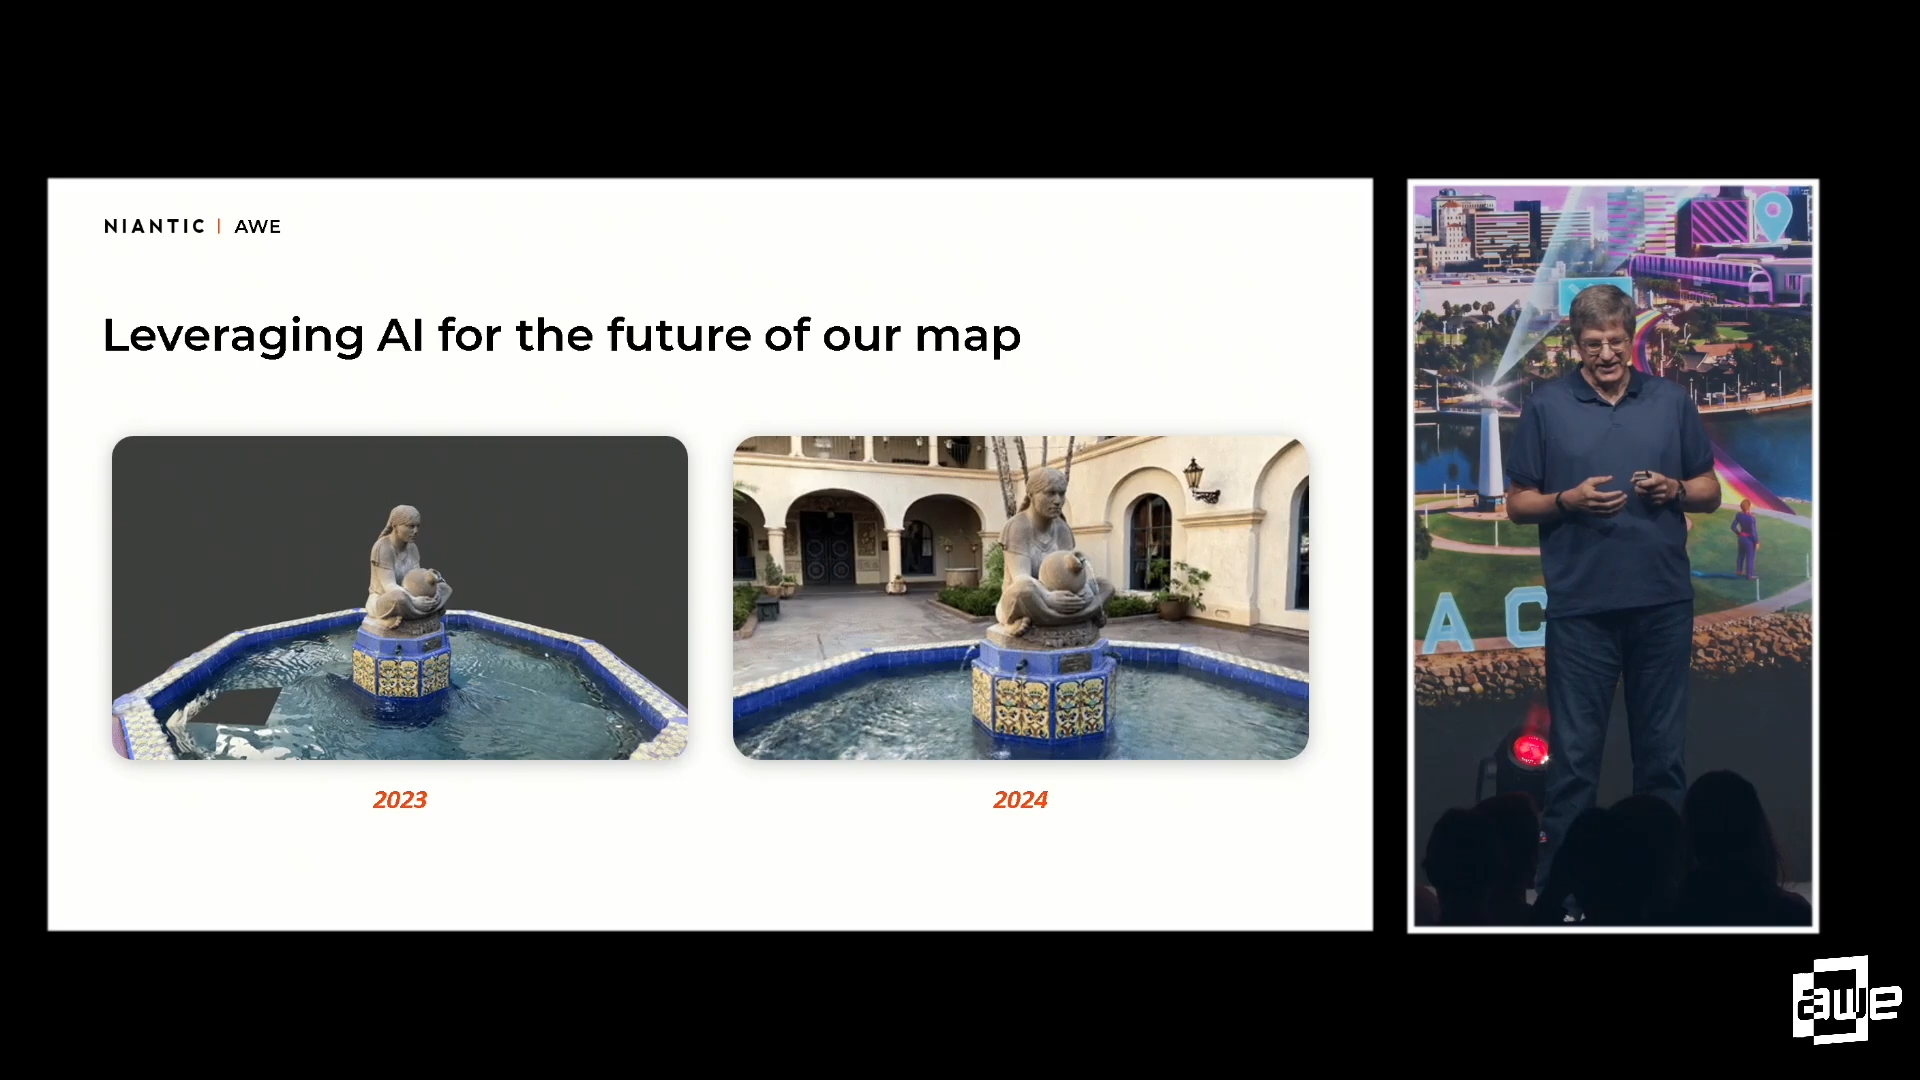 NIANTIC | AWE
Leveraging AI for the future of our map
2023
2024
A C
awe